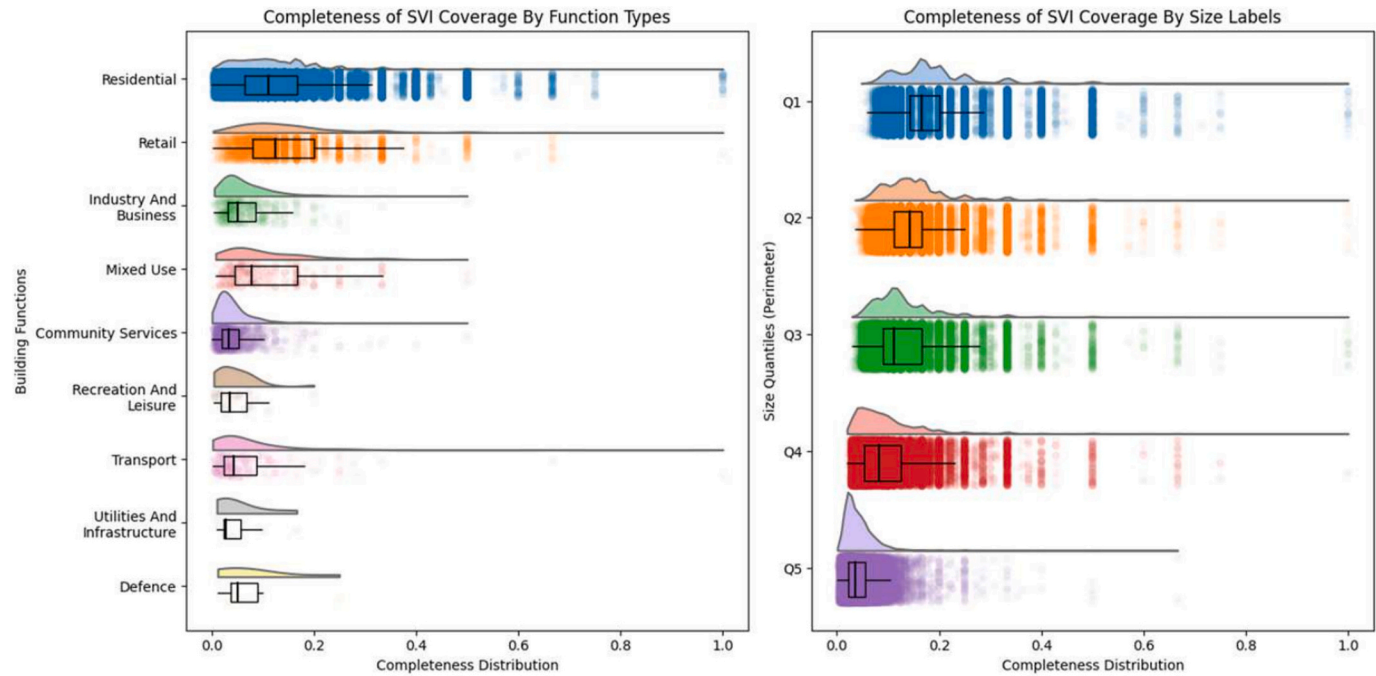 Completeness of SVI Coverage By Function Types
Building Functions
Residential
Retail
Industry And
Business
Mixed Use
Community Services
Recreation And
Leisure
Transport
Utilities And
Infrastructure
Defence
0.0 0.2 0.4 0.6 0.8 1.0
Completeness Distribution
Completeness of SVI Coverage By Size Labels
Size Quantiles (Perimeter)
Q1
Q2
Q3
Q4
Q5
0.0 0.2 0.4 0.6 0.8 1.0
Completeness Distribution